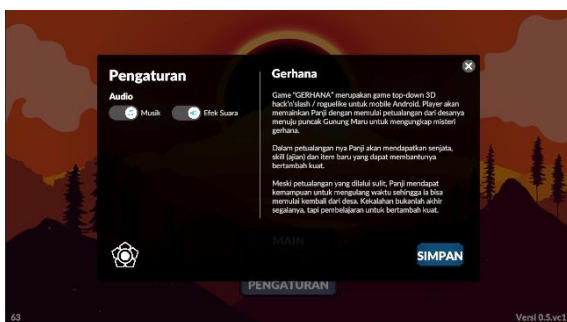 Pengaturan
Audio
Musik
Efek Suara
Gerhana
Game "GERHANA" merupakan game top-down 3D
hack'n'slash / roguelike untuk mobile Android. Player akan
memainkan Panji dengan memulai petualangan dari desanya
menuju puncak Gunung Maru untuk mengungkap misteri
gerhana.
Dalam petualangan nya Panji akan mendapatkan senjata,
skill (ajian) dan item baru yang dapat membantunya
bertambah kuat.
Meski petualangan yang dilalui sulit, Panji mendapat
kemampuan untuk mengulang waktu sehingga ia bisa
memulai kembali dari desa. Kekalahan bukanlah akhir
segalanya, tapi pembelajaran untuk bertambah kuat.
MAIN
SIMPAN
PENGATURAN
63
Versi 0.5.vc1